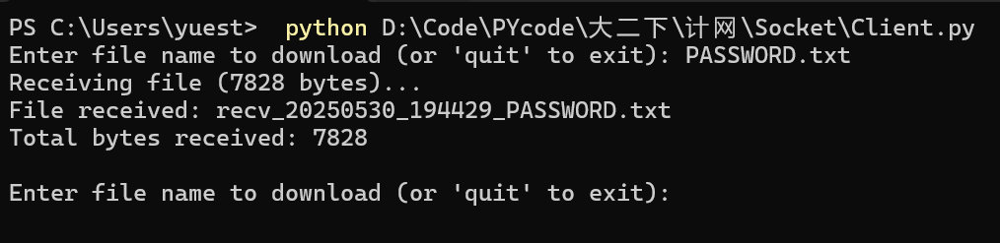 PS C:\Users\yuest>  python D:\Code\PYcode\大二下\计网\Socket\Client.py
Enter file name to download (or 'quit' to exit): PASSWORD.txt
Receiving file (7828 bytes)...
File received: recv_20250530_194429_PASSWORD.txt
Total bytes received: 7828
Enter file name to download (or 'quit' to exit):